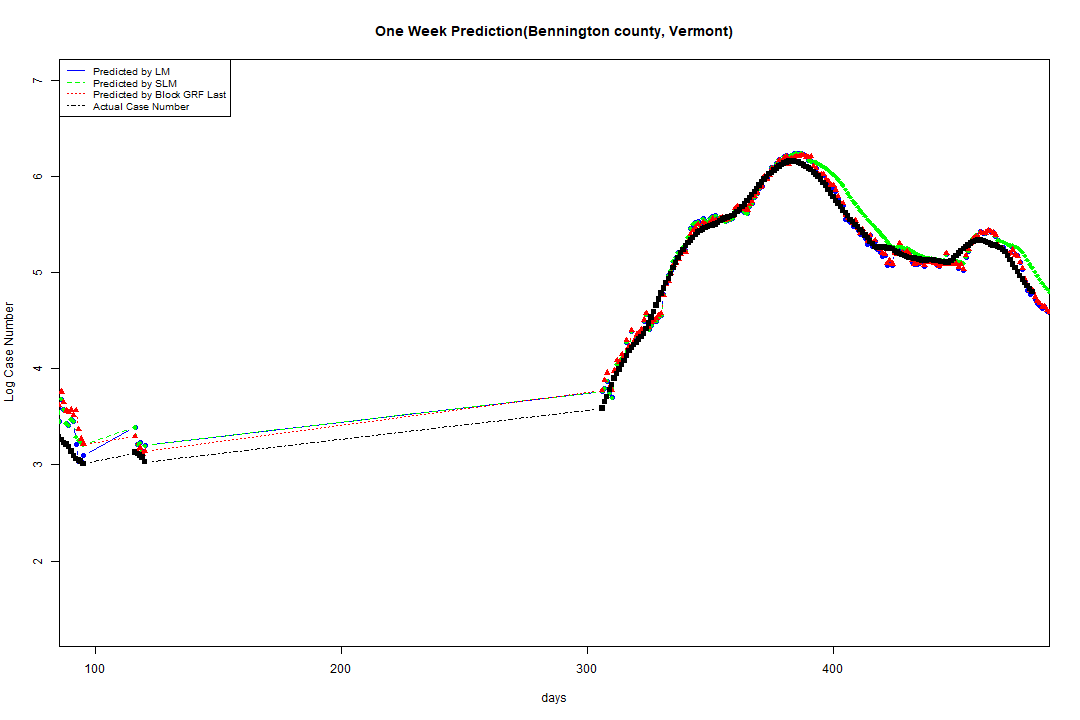 One Week Prediction(Bennington county, Vermont)
Predicted by LM
Predicted by SLM
Predicted by Block GRF Last
Actual Case Number
7
6
5
4
3
2
Log Case Number
100 200 300 400
days